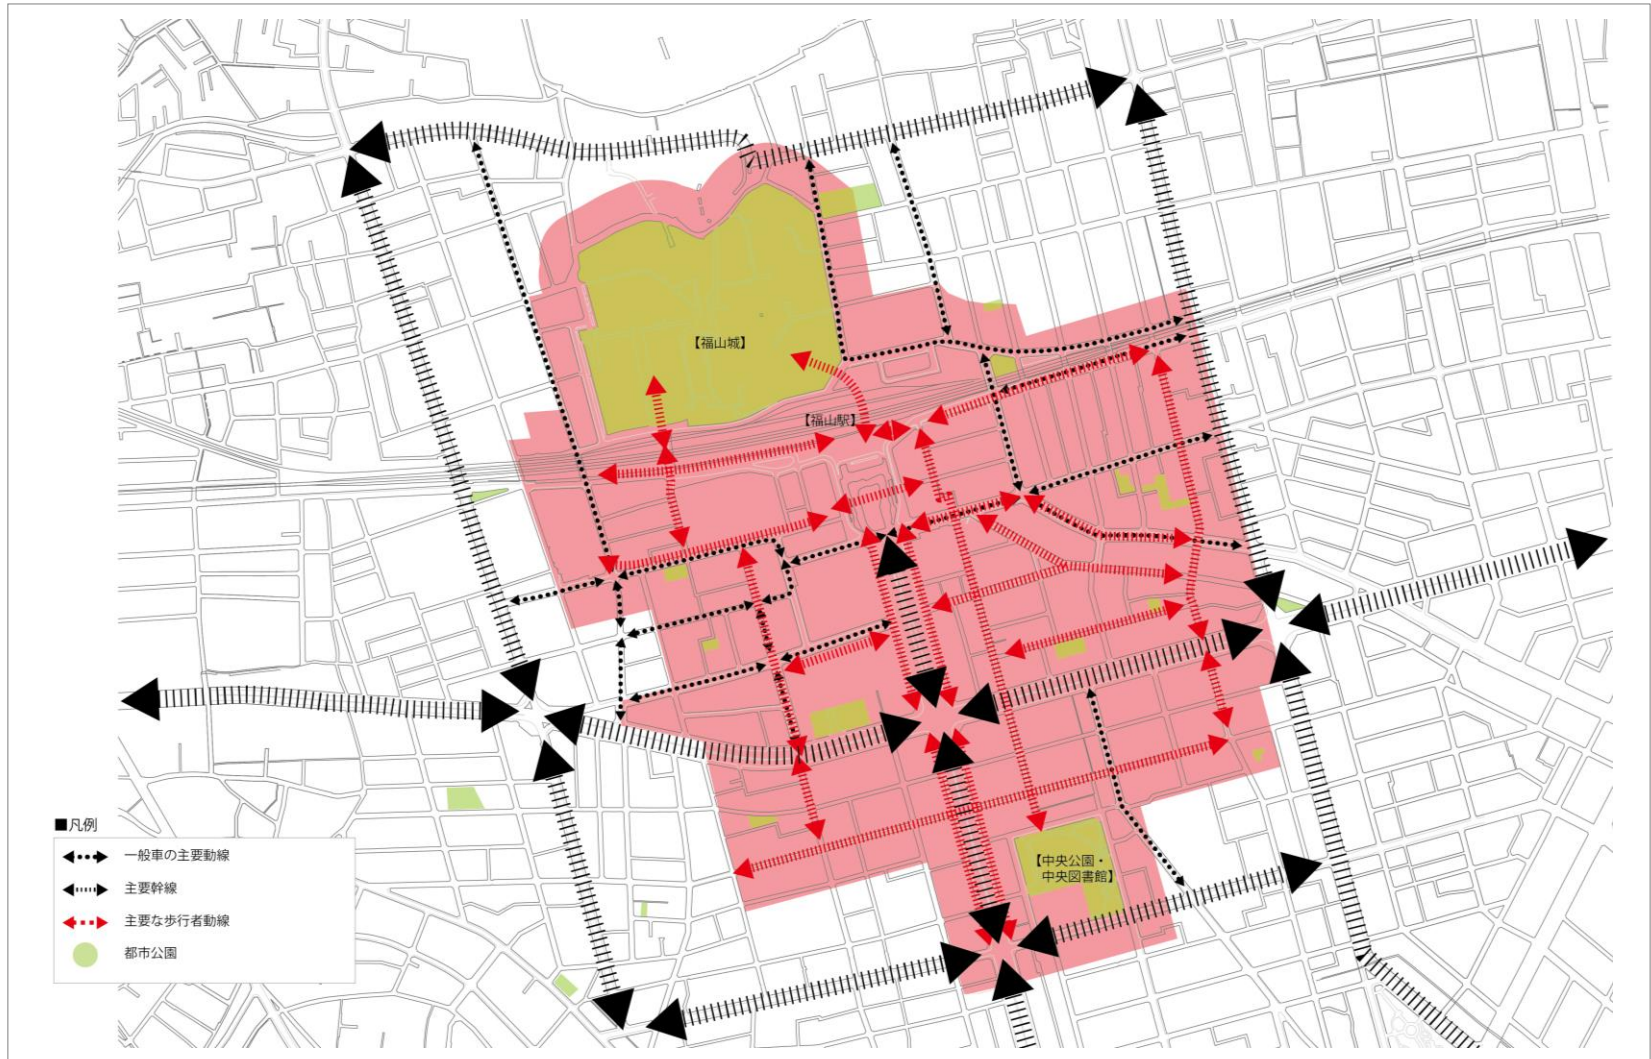 【福山城】
【福山駅】
【中央公園・
中央図書館】
■凡例
一般車の主要動線
主要幹線
主要な歩行者動線
都市公園